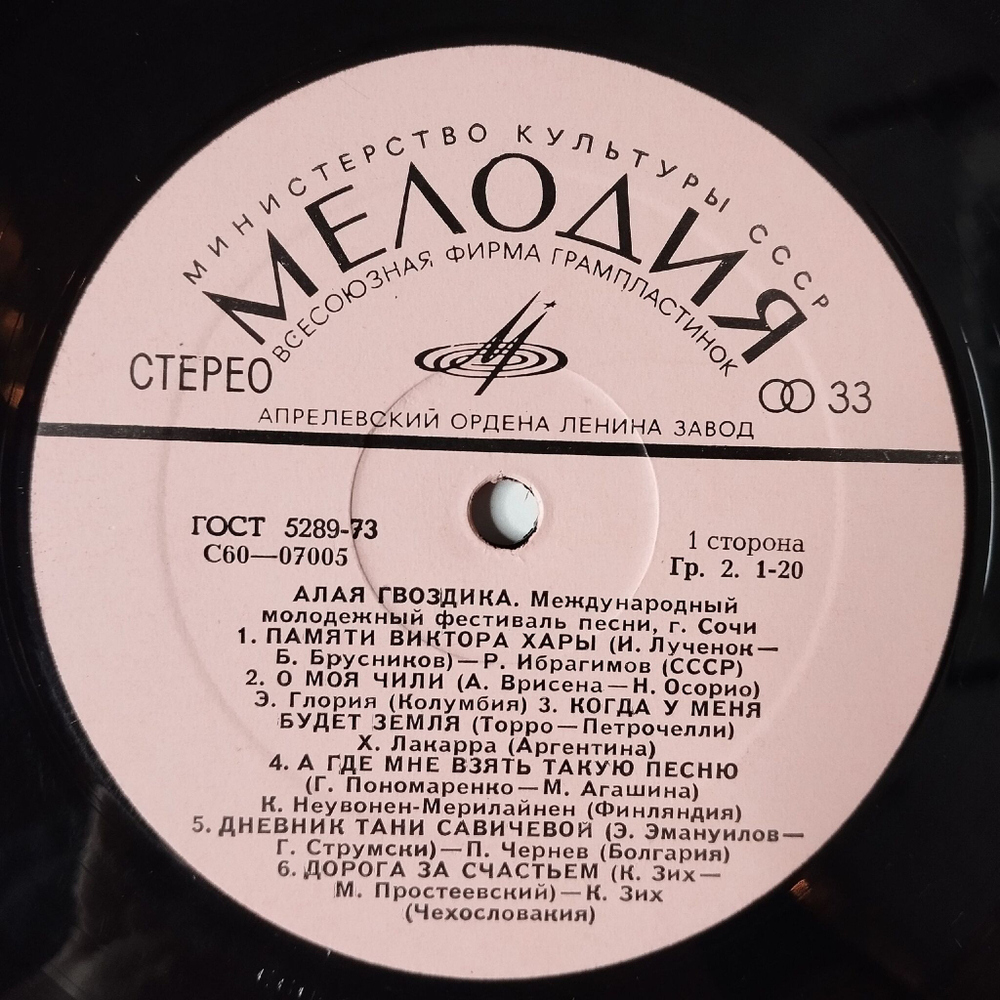 МИНИСТЕРСТВО КУЛЬТУРЫ СССР
МЕЛОДИЯ
ВСЕСОЮЗНАЯ ФИРМА ГРАМПЛАСТИНОК
СТЕРЕО
33
АПРЕЛЕВСКИЙ ОРДЕНА ЛЕНИНА ЗАВОД
ГОСТ 5289-73
С60—07005
1 сторона
Гр. 2. 1-20
АЛАЯ ГВОЗДИКА. Международный
молодежный фестиваль песни, г. Сочи
1. ПАМЯТИ ВИКТОРА ХАРЫ (И. Лученок—
Б. Брусников)—Р. Ибрагимов (СССР)
2. О МОЯ ЧИЛИ (А. Врисена—Н. Осорио)
Э. Глория (Колумбия) 3. КОГДА У МЕНЯ
БУДЕТ ЗЕМЛЯ (Торро—Петрочелли)
Х. Лакарра (Аргентина)
4. А ГДЕ МНЕ ВЗЯТЬ ТАКУЮ ПЕСНЮ
(Г. Пономаренко—М. Агашина)
К. Неувонен-Мерилайнен (Финляндия)
5. ДНЕВНИК ТАНИ САВИЧЕВОЙ (Э. Эмануилов—
Г. Струмски)—П. Чернев (Болгария)
6. ДОРОГА ЗА СЧАСТЬЕМ (К. Зих—
М. Простеевский)—К. Зих
(Чехословакия)